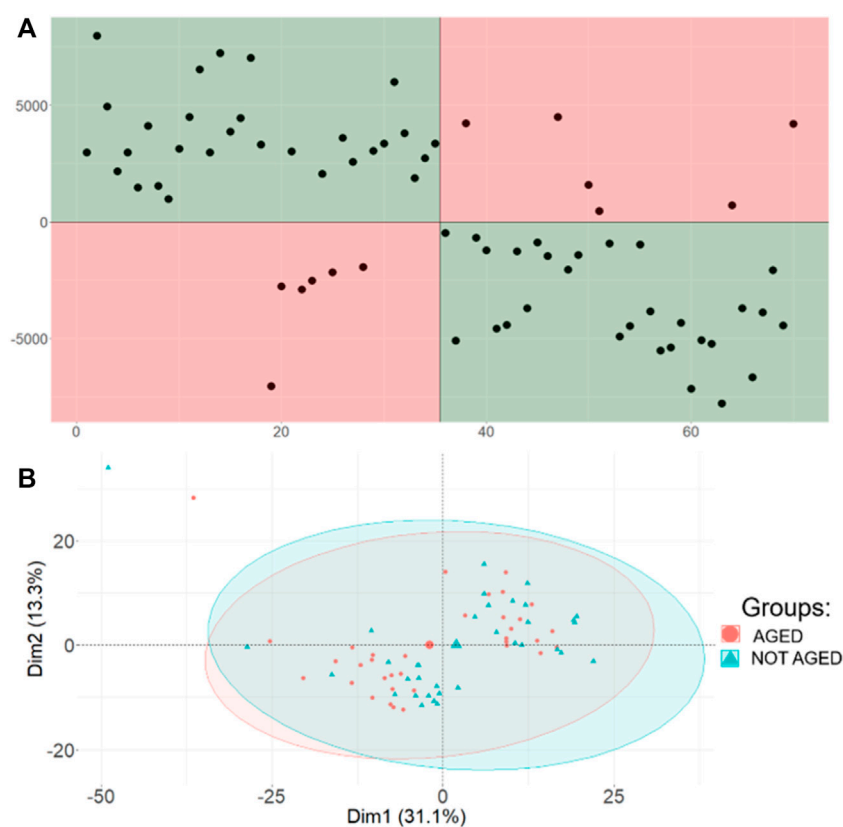 A
5000
0
-5000
0 20 40 60
B
20
0
-20
Dim2 (13.3%)
-50 -25 0 25
Dim1 (31.1%)
Groups:
AGED
NOT AGED